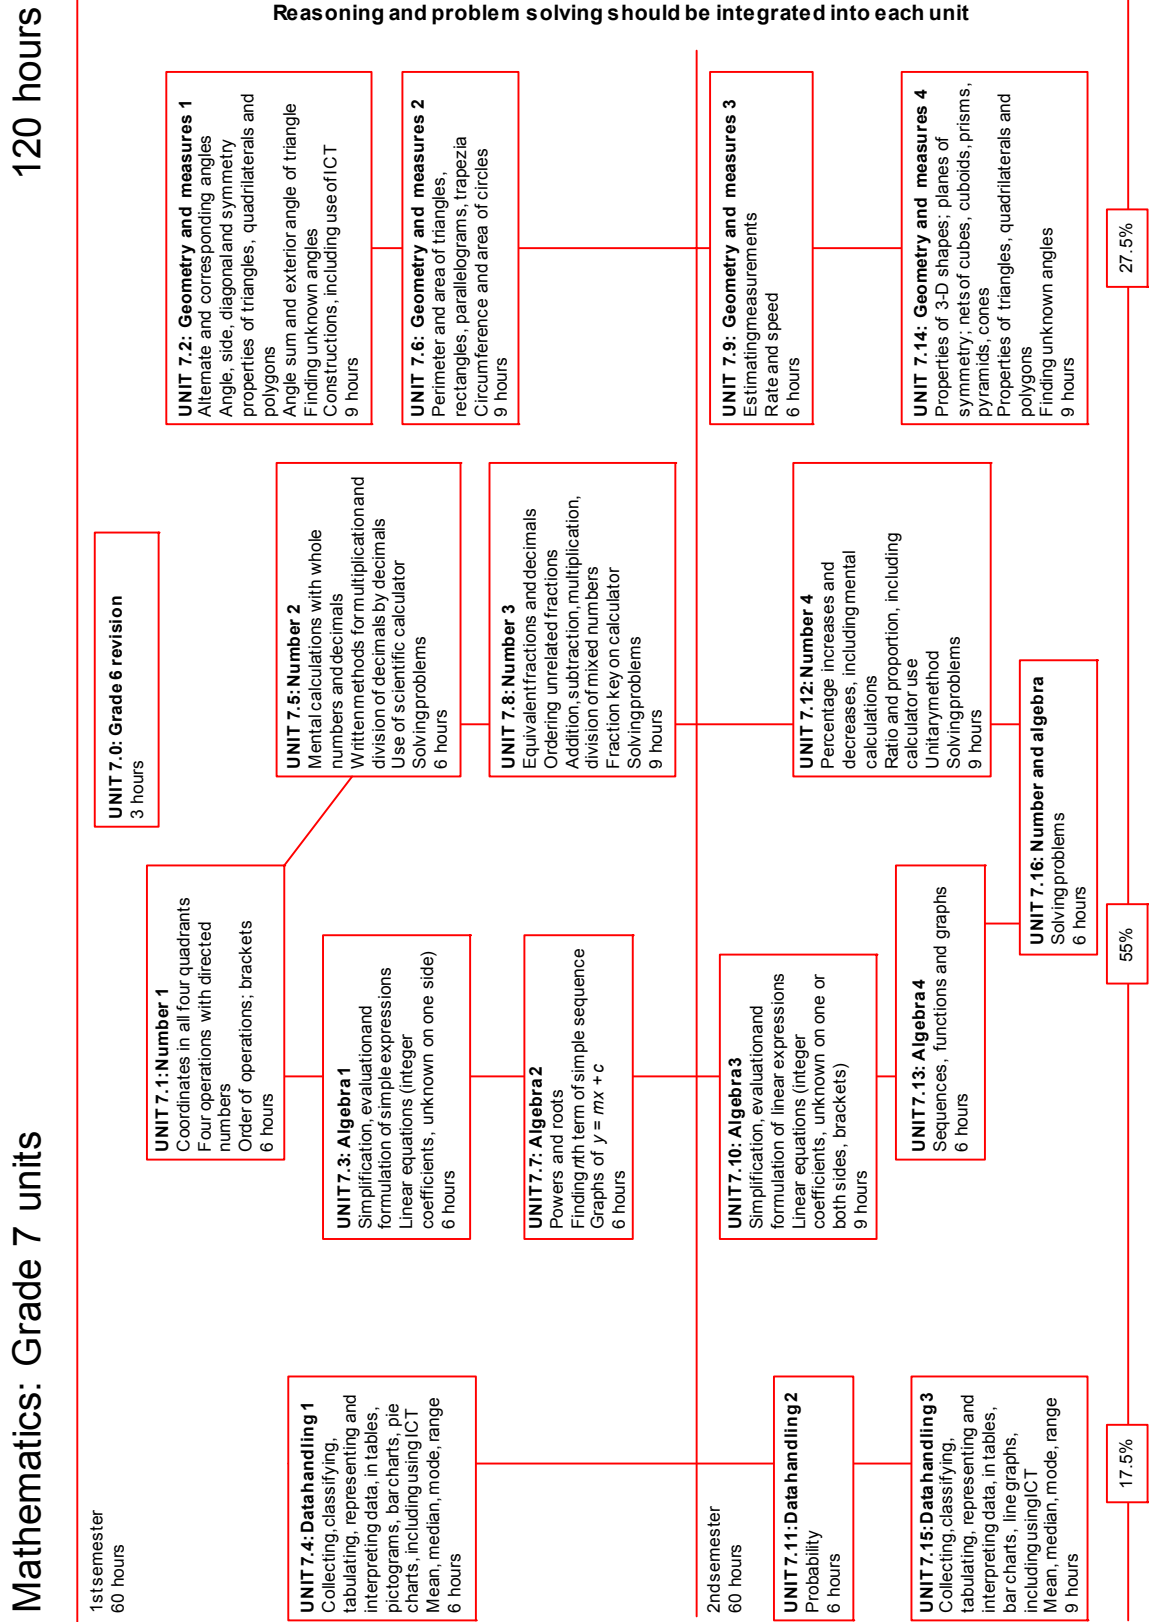 Mathematics: Grade 7 units
120 hours
Reasoning and problem solving should be integrated into each unit
1st semester
60 hours
UNIT 7.0: Grade 6 revision
3 hours
UNIT 7.1: Number 1
Coordinates in all four quadrants
Four operations with directed
numbers
Order of operations; brackets
6 hours
UNIT 7.2: Geometry and measures 1
Alternate and corresponding angles
Angle, side, diagonal and symmetry
properties of triangles, quadrilaterals and
polygons
Angle sum and exterior angle of triangle
Finding unknown angles
Constructions, including use of ICT
9 hours
UNIT 7.4: Data handling 1
Collecting, classifying,
tabulating, representing and
interpreting data, in tables,
pictograms, bar charts, pie
charts, including using ICT
Mean, median, mode, range
6 hours
UNIT 7.3: Algebra 1
Simplification, evaluation and
formulation of simple expressions
Linear equations (integer
coefficients, unknown on one side)
6 hours
UNIT 7.5: Number 2
Mental calculations with whole
numbers and decimals
Written methods for multiplication and
division of decimals by decimals
Use of scientific calculator
Solving problems
6 hours
UNIT 7.6: Geometry and measures 2
Perimeter and area of triangles,
rectangles, parallelograms, trapezia
Circumference and area of circles
9 hours
UNIT 7.7: Algebra 2
Powers and roots
Finding nth term of simple sequence
Graphs of y = mx + c
6 hours
UNIT 7.8: Number 3
Equivalent fractions and decimals
Ordering unrelated fractions
Addition, subtraction, multiplication,
division of mixed numbers
Fraction key on calculator
Solving problems
9 hours
2nd semester
60 hours
UNIT 7.11: Data handling 2
Probability
6 hours
UNIT 7.10: Algebra 3
Simplification, evaluation and
formulation of linear expressions
Linear equations (integer
coefficients, unknown on one or
both sides, brackets)
9 hours
UNIT 7.12: Number 4
Percentage increases and
decreases, including mental
calculations
Ratio and proportion, including
calculator use
Unitary method
Solving problems
9 hours
UNIT 7.9: Geometry and measures 3
Estimating measurements
Rate and speed
6 hours
UNIT 7.15: Data handling 3
Collecting, classifying,
tabulating, representing and
interpreting data, in tables,
bar charts, line graphs,
including using ICT
Mean, median, mode, range
9 hours
UNIT 7.13: Algebra 4
Sequences, functions and graphs
6 hours
UNIT 7.14: Geometry and measures 4
Properties of 3-D shapes; planes of
symmetry; nets of cubes, cuboids, prisms,
pyramids, cones
Properties of triangles, quadrilaterals and
polygons
Finding unknown angles
9 hours
UNIT 7.16: Number and algebra
Solving problems
6 hours
17.5%
55%
27.5%